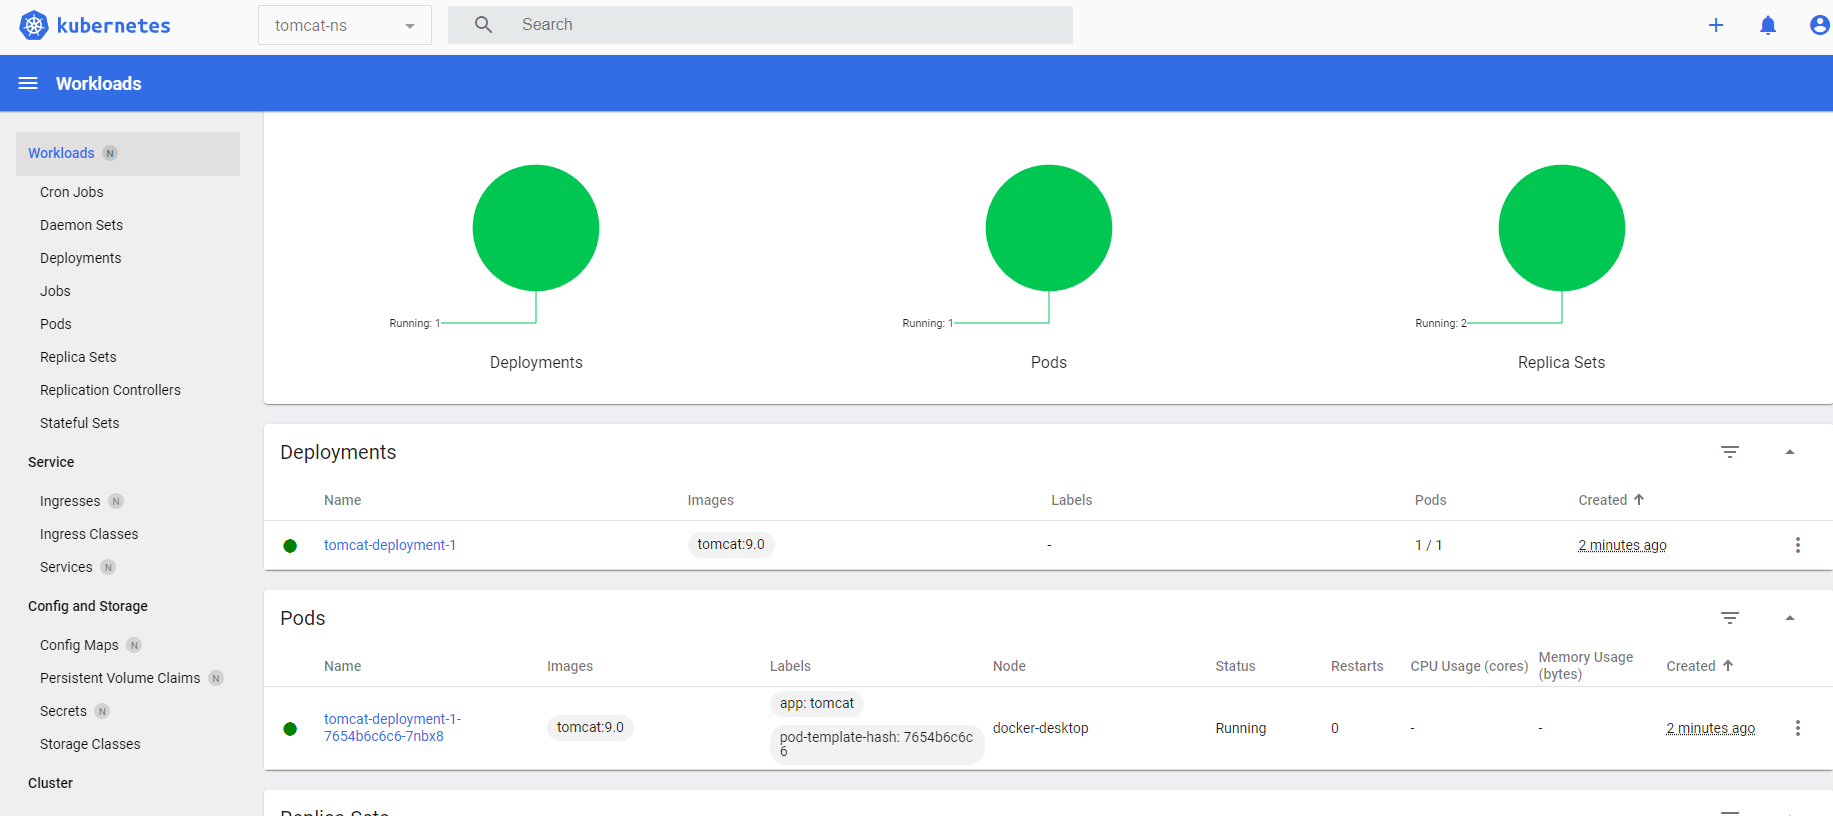 kubernetes
tomcat-ns
Search
Workloads
Workloads N
Cron Jobs
Daemon Sets
Deployments
Jobs
Pods
Replica Sets
Replication Controllers
Stateful Sets
Service
Ingresses N
Ingress Classes
Services N
Config and Storage
Config Maps N
Persistent Volume Claims N
Secrets N
Storage Classes
Cluster
Running: 1
Deployments
Running: 1
Pods
Running: 2
Replica Sets
Deployments
Name Images Labels Pods Created
tomcat-deployment-1 tomcat:9.0 - 1 / 1 2 minutes ago
Pods
Name Images Labels Node Status Restarts CPU Usage (cores) Memory Usage (bytes) Created
tomcat-deployment-1-
7654b6c6c6-7nbx8
tomcat:9.0
app: tomcat
pod-template-hash: 7654b6c6c
6
docker-desktop Running 0 - - 2 minutes ago
Replica Sets